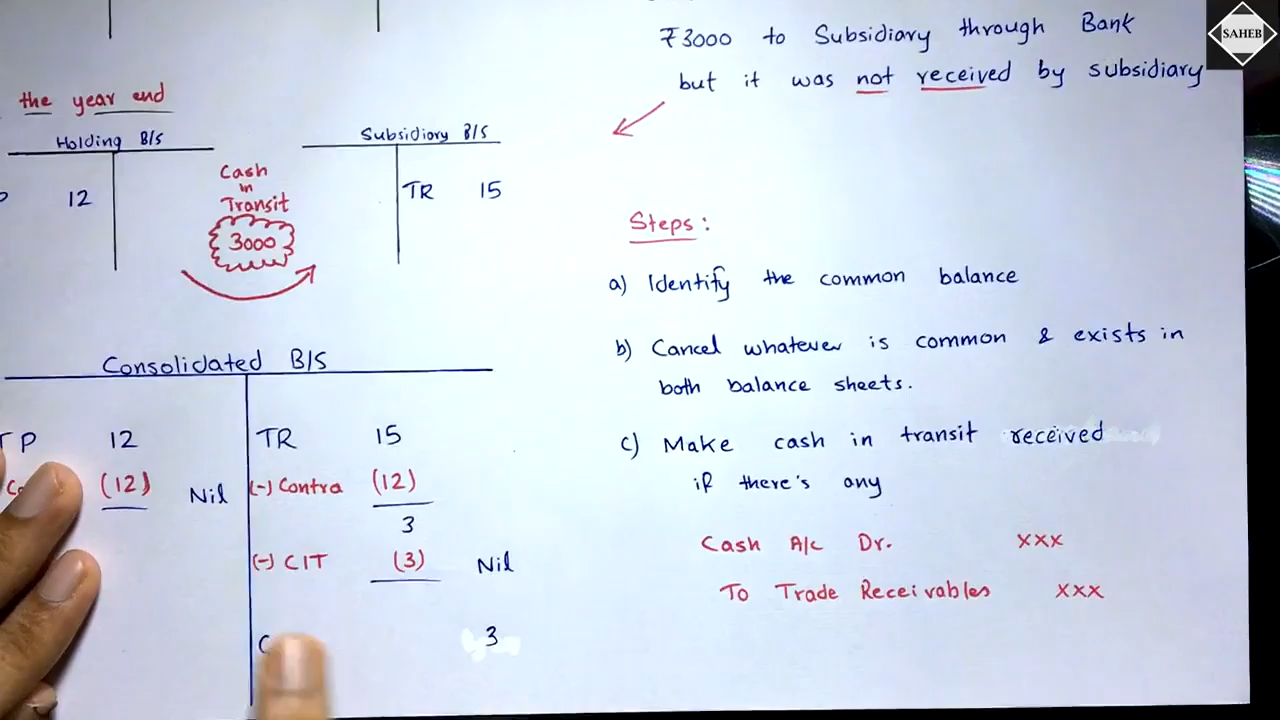 SAHEB
₹3000 to Subsidiary through Bank
but it was not received by subsidiary
the year end
Holding B/S
12
Cash
in
Transit
3000
Subsidiary B/S
TR 15
Steps:
a) Identify the common balance
b) Cancel whatever is common & exists in
both balance sheets.
c) Make cash in transit received
if there's any
Cash A/c Dr. xxx
To Trade Receivables xxx
Consolidated B/S
TP 12
(12) Nil
TR 15
(-) Contra (12)
3
(-) CIT (3) Nil
3